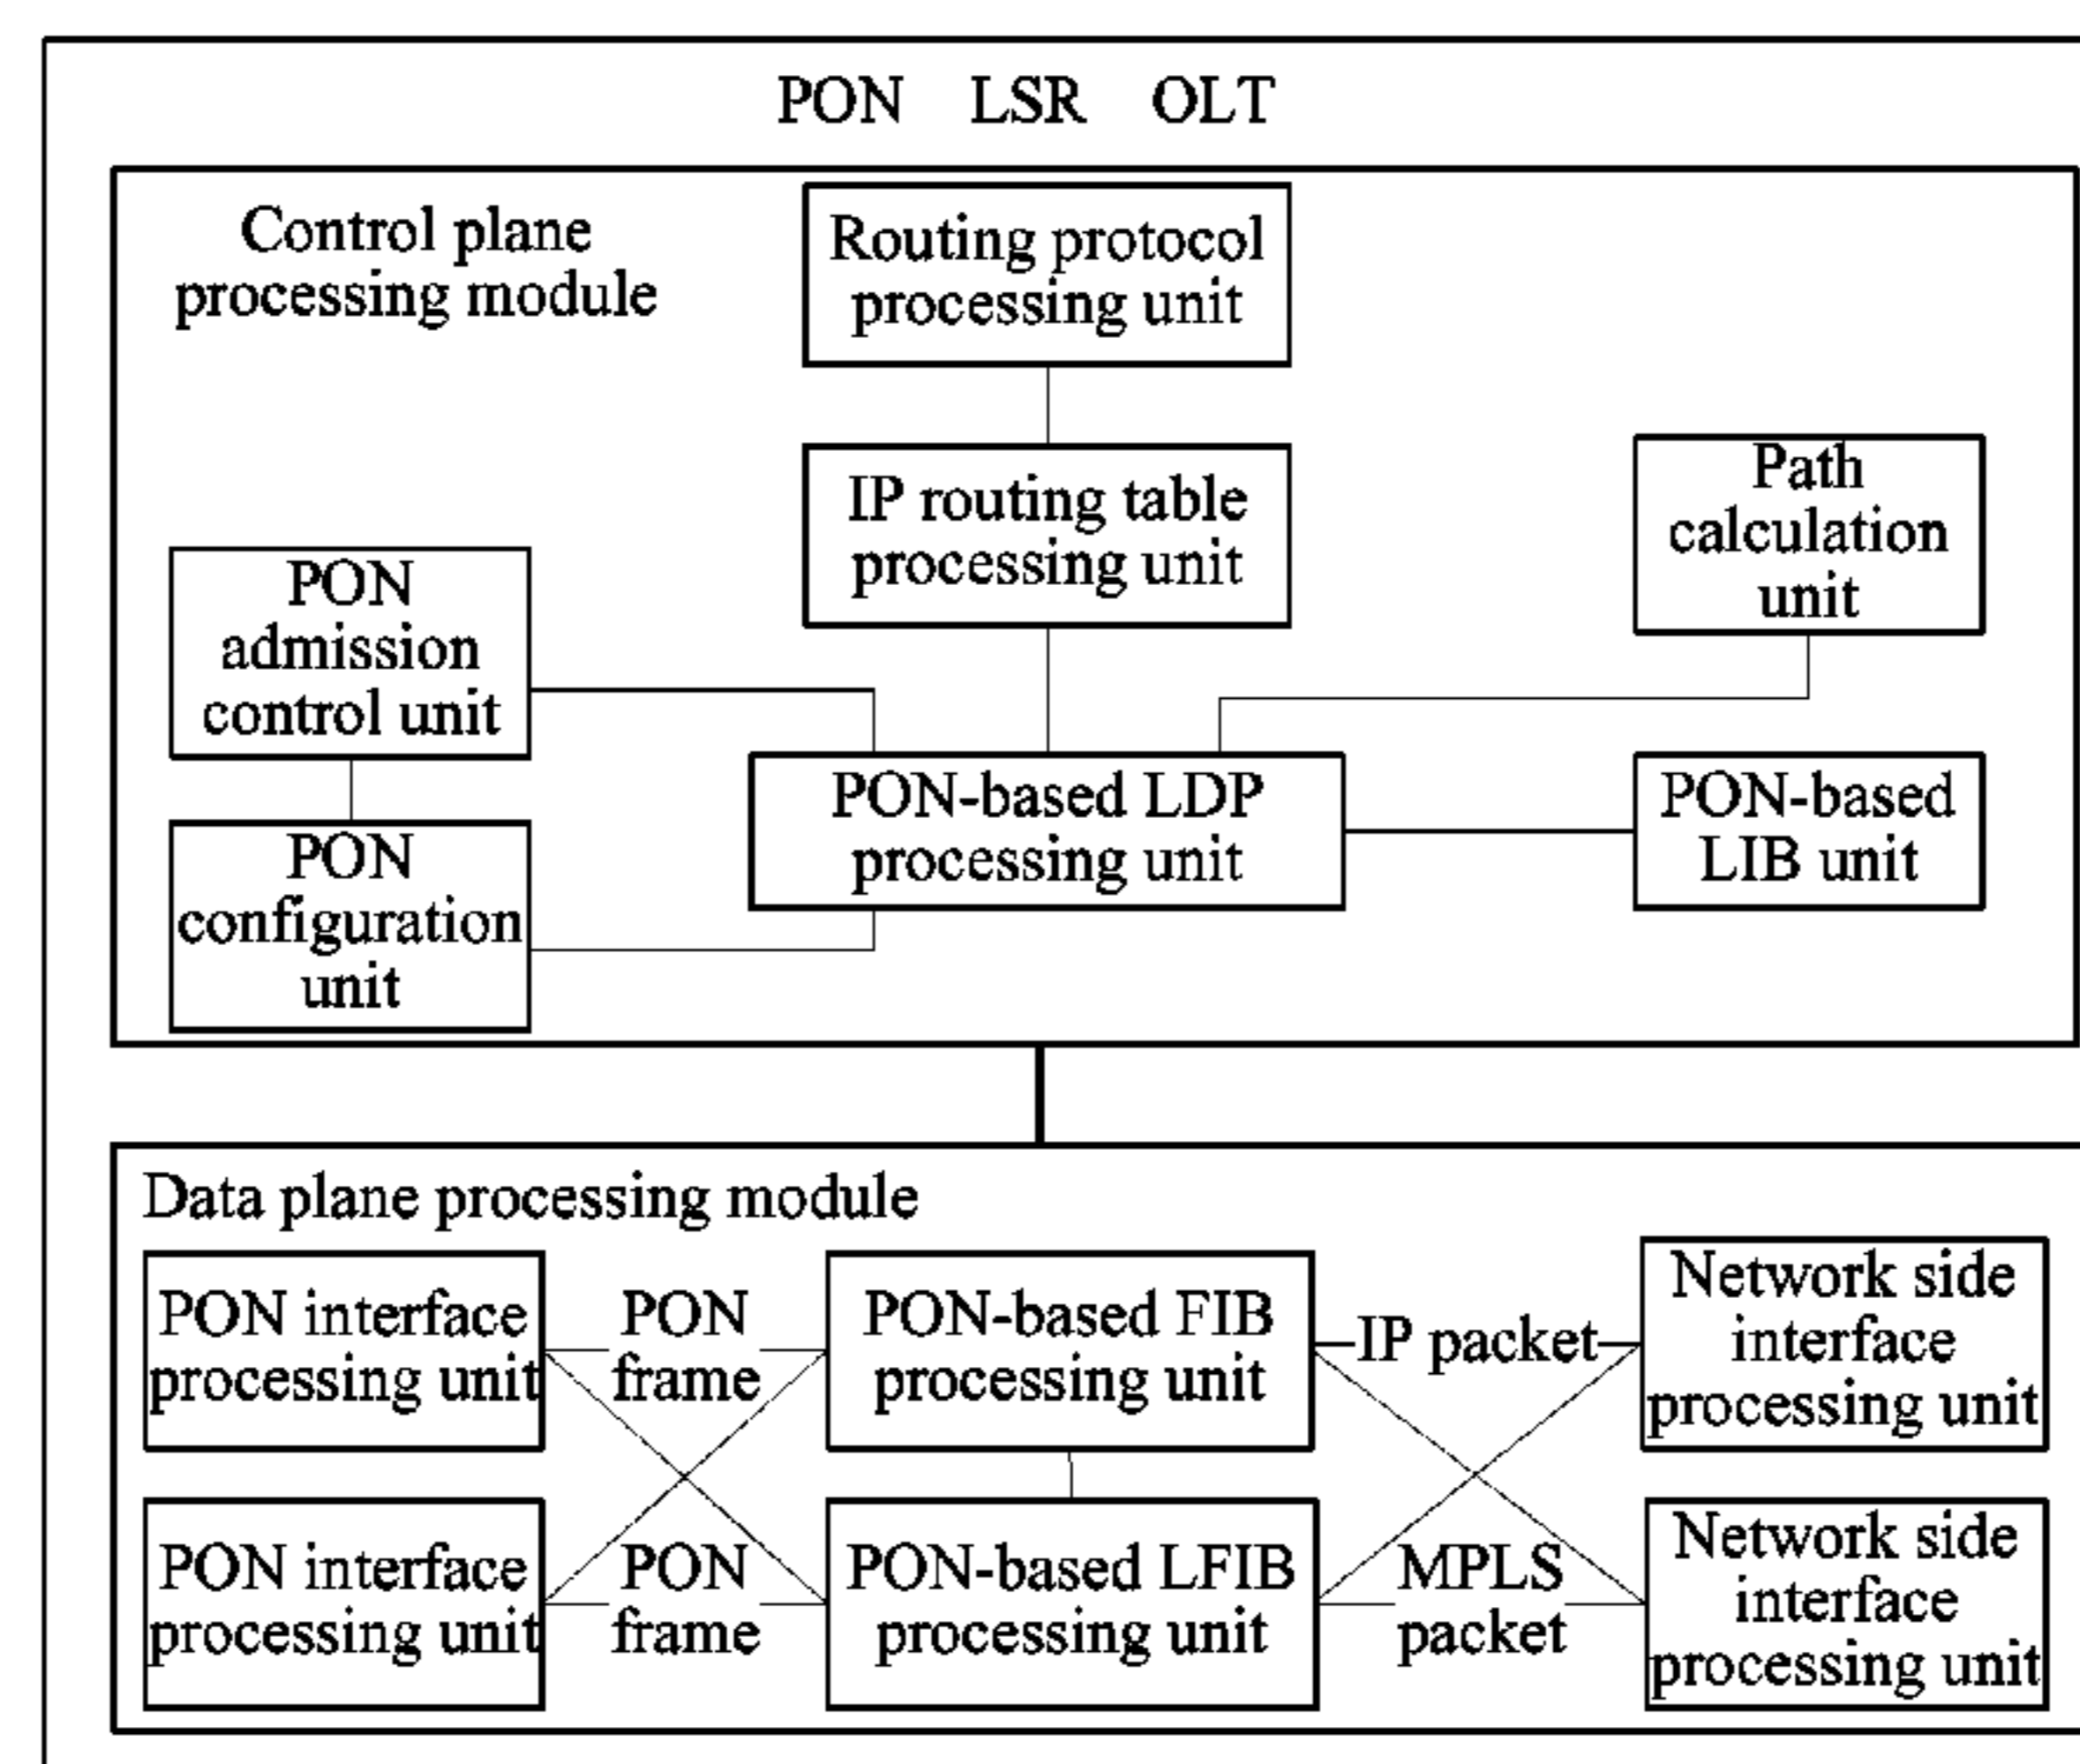 PON LSR OLT
Control plane
processing module
Routing protocol
processing unit
IP routing table
processing unit
Path
calculation
unit
PON
admission
control unit
PON-based LDP
processing unit
PON-based
LIB unit
PON
configuration
unit
Data plane processing module
PON interface
processing unit
PON
frame
PON-based FIB
processing unit
IP packet
Network side
interface
processing unit
PON interface
processing unit
PON
frame
PON-based LFIB
processing unit
MPLS
packet
Network side
interface
processing unit